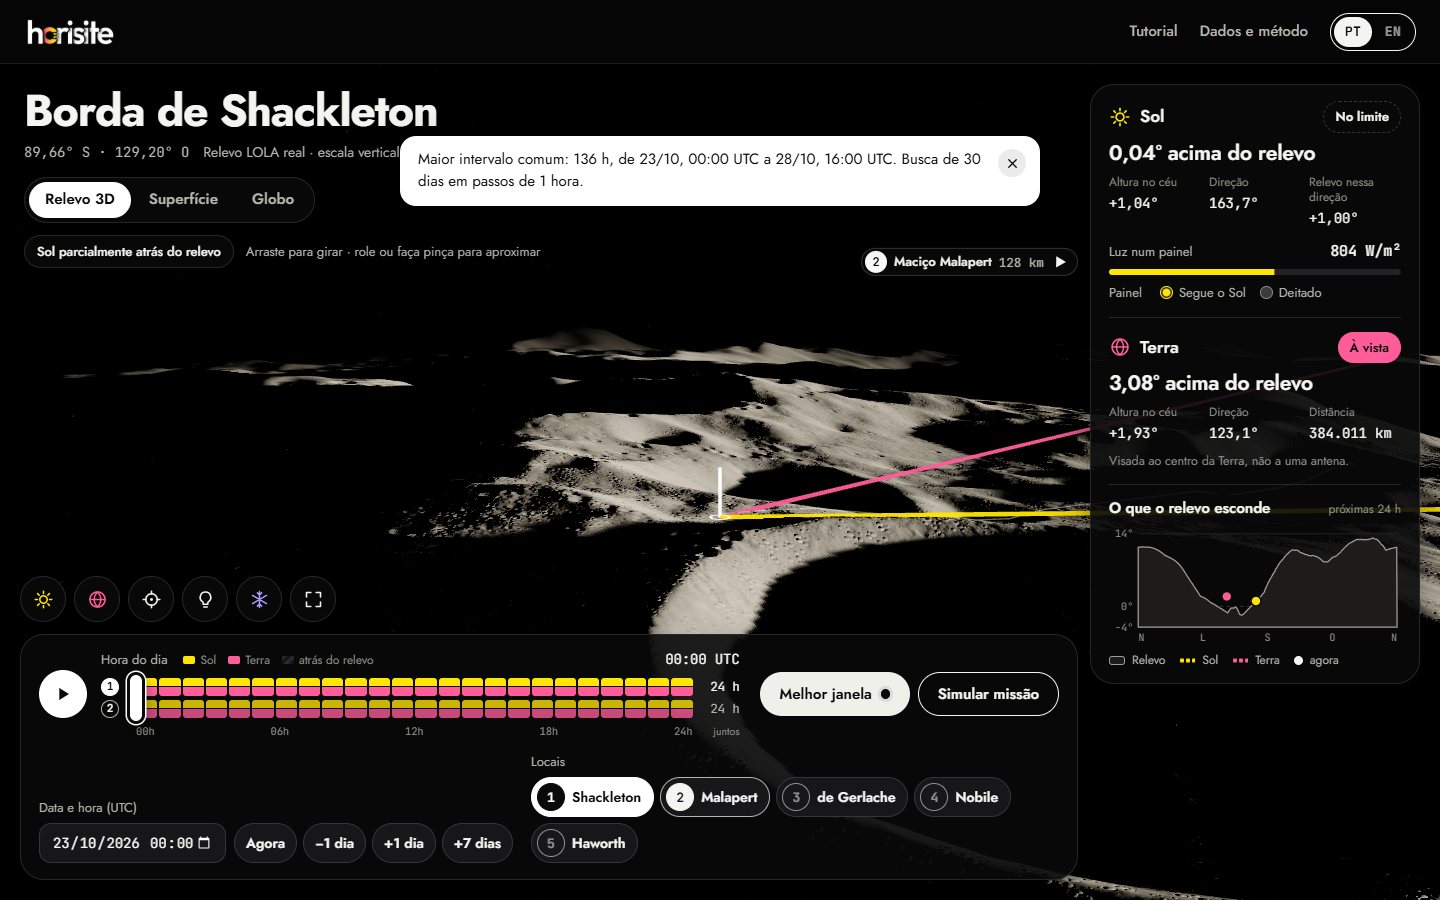 horisite
Tutorial
Dados e método
PT EN
Borda de Shackleton
89,66° S · 129,20° O Relevo LOLA real · escala vertical
Maior intervalo comum: 136 h, de 23/10, 00:00 UTC a 28/10, 16:00 UTC. Busca de 30
dias em passos de 1 hora.
Relevo 3D Superfície Globo
Sol parcialmente atrás do relevo Arraste para girar · role ou faça pinça para aproximar
2 Maciço Malapert 128 km
Sol No limite
0,04° acima do relevo
Altura no céu Direção Relevo nessa
direção
+1,04° 163,7° +1,00°
Luz num painel 804 W/m²
Painel Segue o Sol Deitado
Terra À vista
3,08° acima do relevo
Altura no céu Direção Distância
+1,93° 123,1° 384.011 km
Visada ao centro da Terra, não a uma antena.
O que o relevo esconde próximas 24 h
14°
0°
-4°
N L S O N
Relevo Sol Terra agora
Hora do dia Sol Terra atrás do relevo 00:00 UTC
1 24 h
2 24 h
00h 06h 12h 18h 24h juntos
Melhor janela Simular missão
Locais
1 Shackleton 2 Malapert 3 de Gerlache 4 Nobile
5 Haworth
Data e hora (UTC)
23/10/2026 00:00 Agora −1 dia +1 dia +7 dias